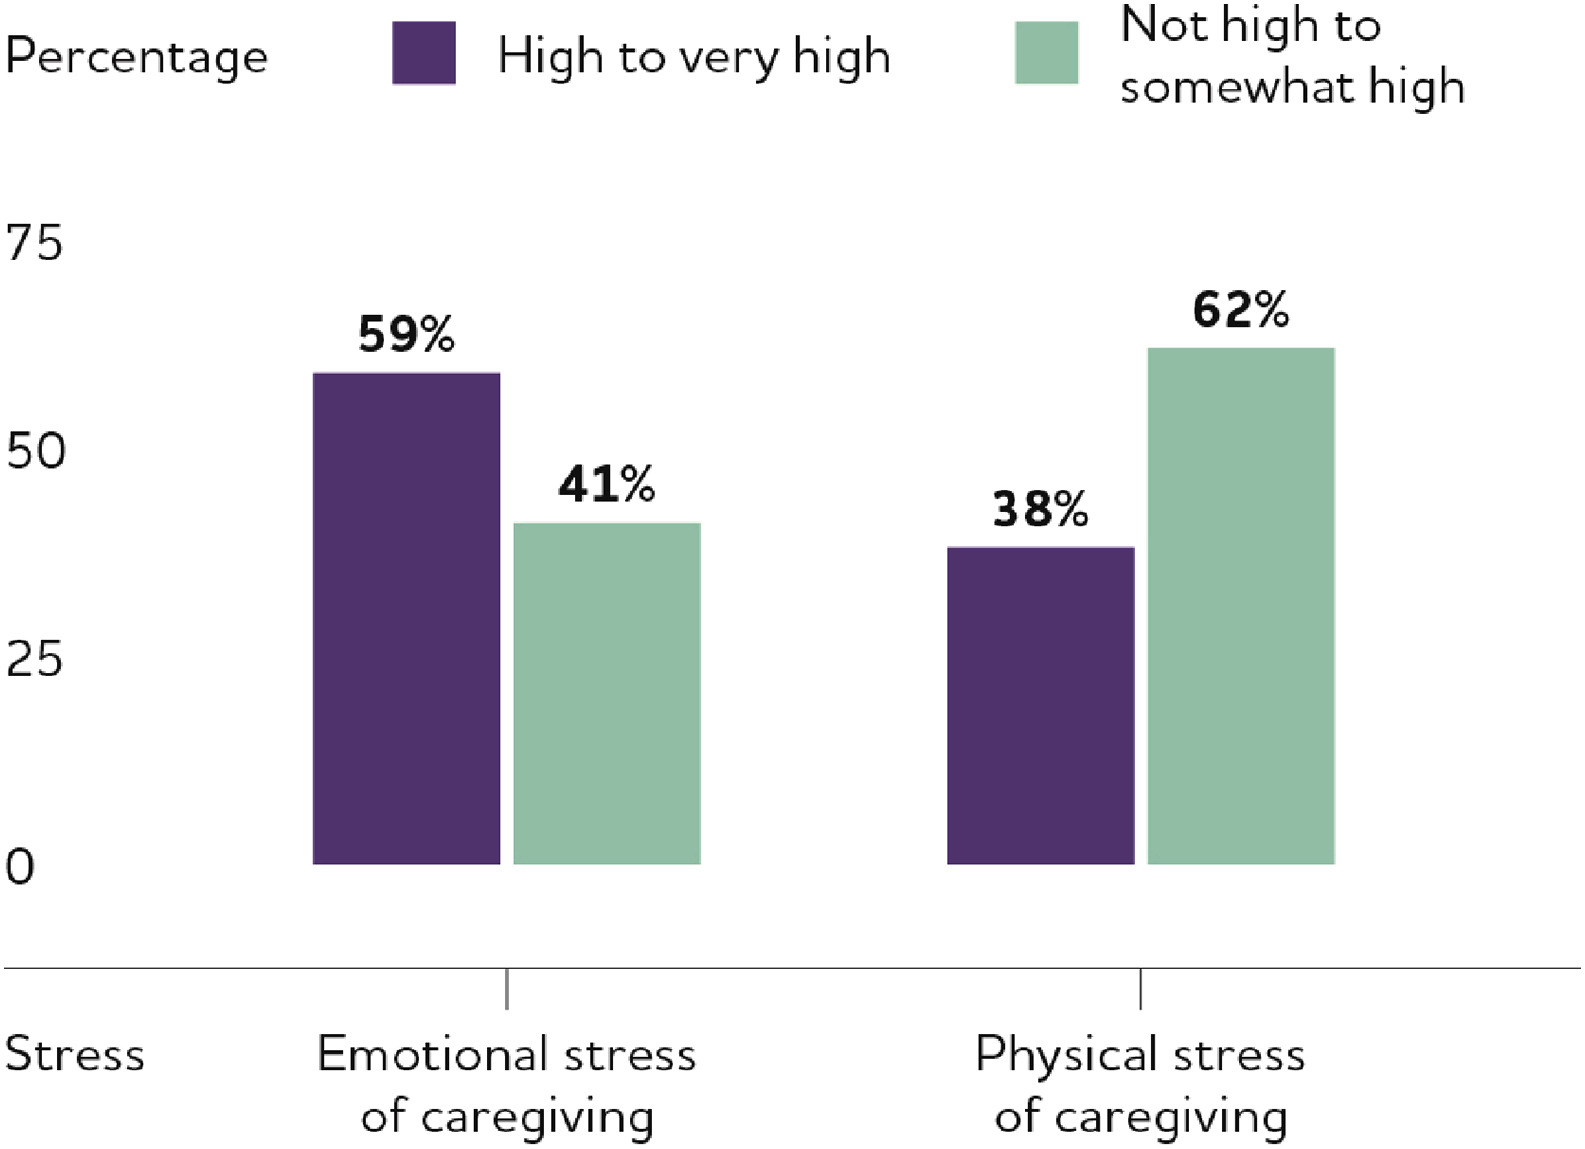 Percentage
High to very high
Not high to
somewhat high
75
50
25
0
59%
41%
38%
62%
Stress
Emotional stress
of caregiving
Physical stress
of caregiving